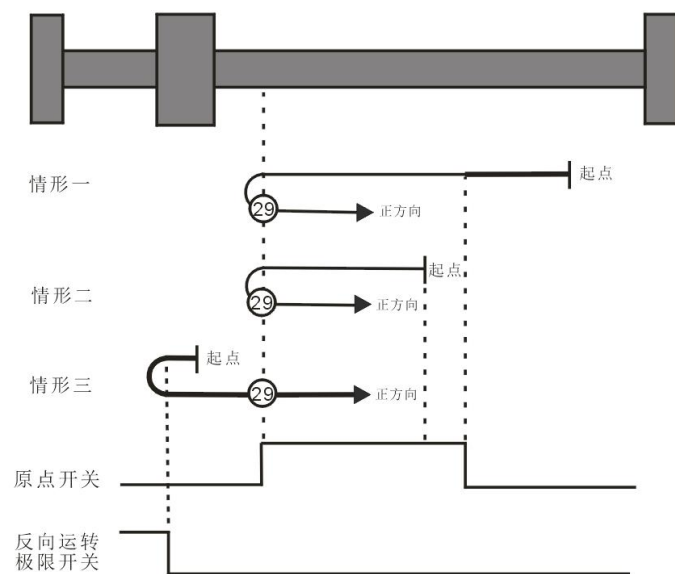 情形一
起点
29
正方向
情形二
起点
29
正方向
情形三
起点
29
正方向
原点开关
反向运转
极限开关